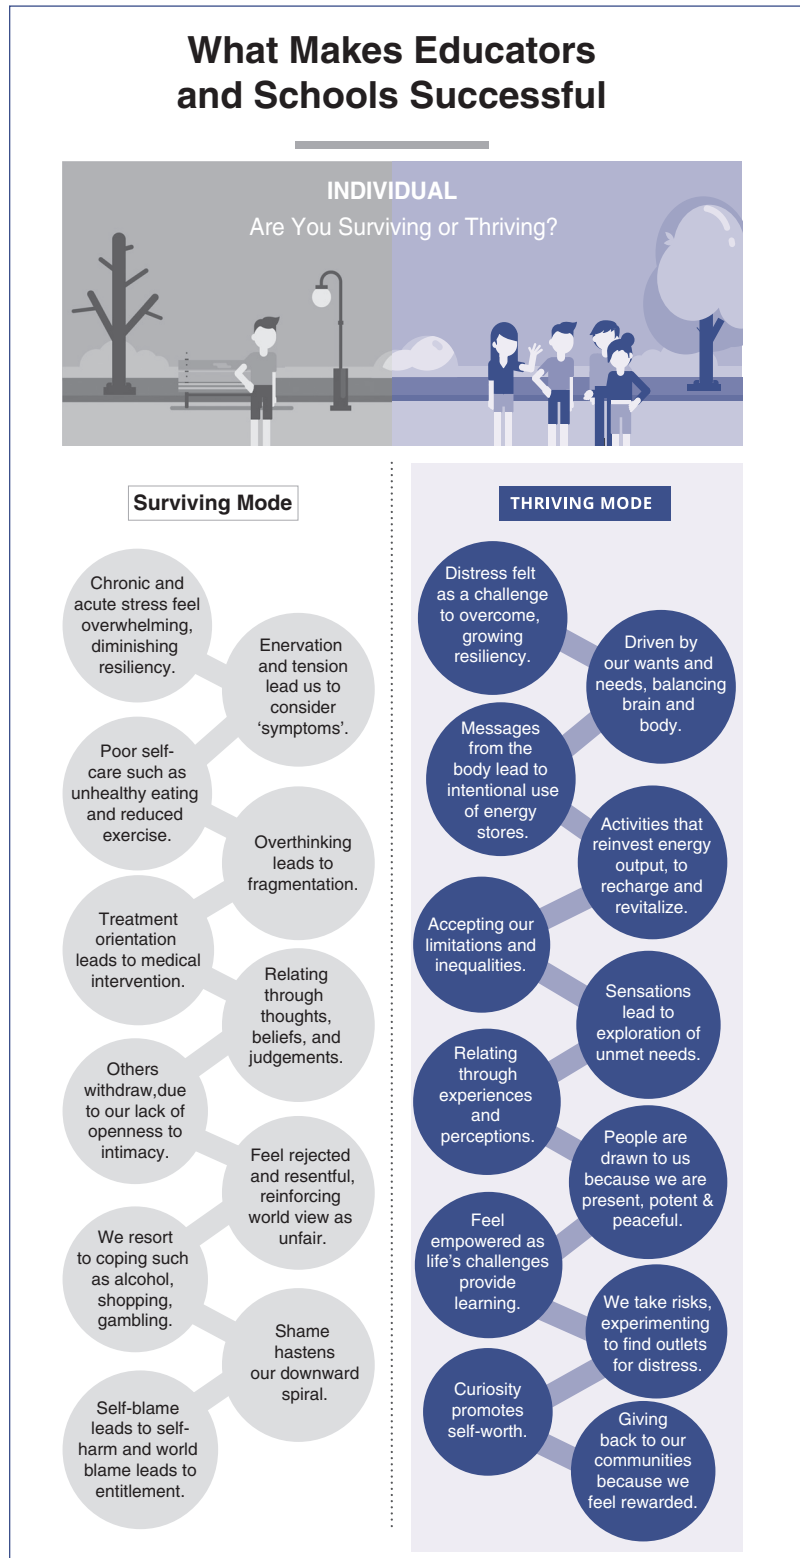 What Makes Educators
and Schools Successful
INDIVIDUAL
Are You Surviving or Thriving?
Surviving Mode
Chronic and
acute stress feel
overwhelming,
diminishing
resiliency.
Enervation
and tension
lead us to
consider
‘symptoms’.
Poor self-
care such as
unhealthy eating
and reduced
exercise.
Overthinking
leads to
fragmentation.
Treatment
orientation
leads to medical
intervention.
Relating
through
thoughts,
beliefs, and
judgements.
Others
withdraw,due
to our lack of
openness to
intimacy.
Feel rejected
and resentful,
reinforcing
world view as
unfair.
We resort
to coping such
as alcohol,
shopping,
gambling.
Shame
hastens
our downward
spiral.
Self-blame
leads to self-
harm and world
blame leads to
entitlement.
THRIVING MODE
Distress felt
as a challenge
to overcome,
growing
resiliency.
Driven by
our wants and
needs, balancing
brain and
body.
Messages
from the
body lead to
intentional use
of energy
stores.
Activities that
reinvest energy
output, to
recharge and
revitalize.
Accepting our
limitations and
inequalities.
Sensations
lead to
exploration of
unmet needs.
Relating
through
experiences
and
perceptions.
People are
drawn to us
because we are
present, potent &
peaceful.
Feel
empowered as
life’s challenges
provide
learning.
We take risks,
experimenting
to find outlets
for distress.
Curiosity
promotes
self-worth.
Giving
back to our
communities
because we
feel rewarded.